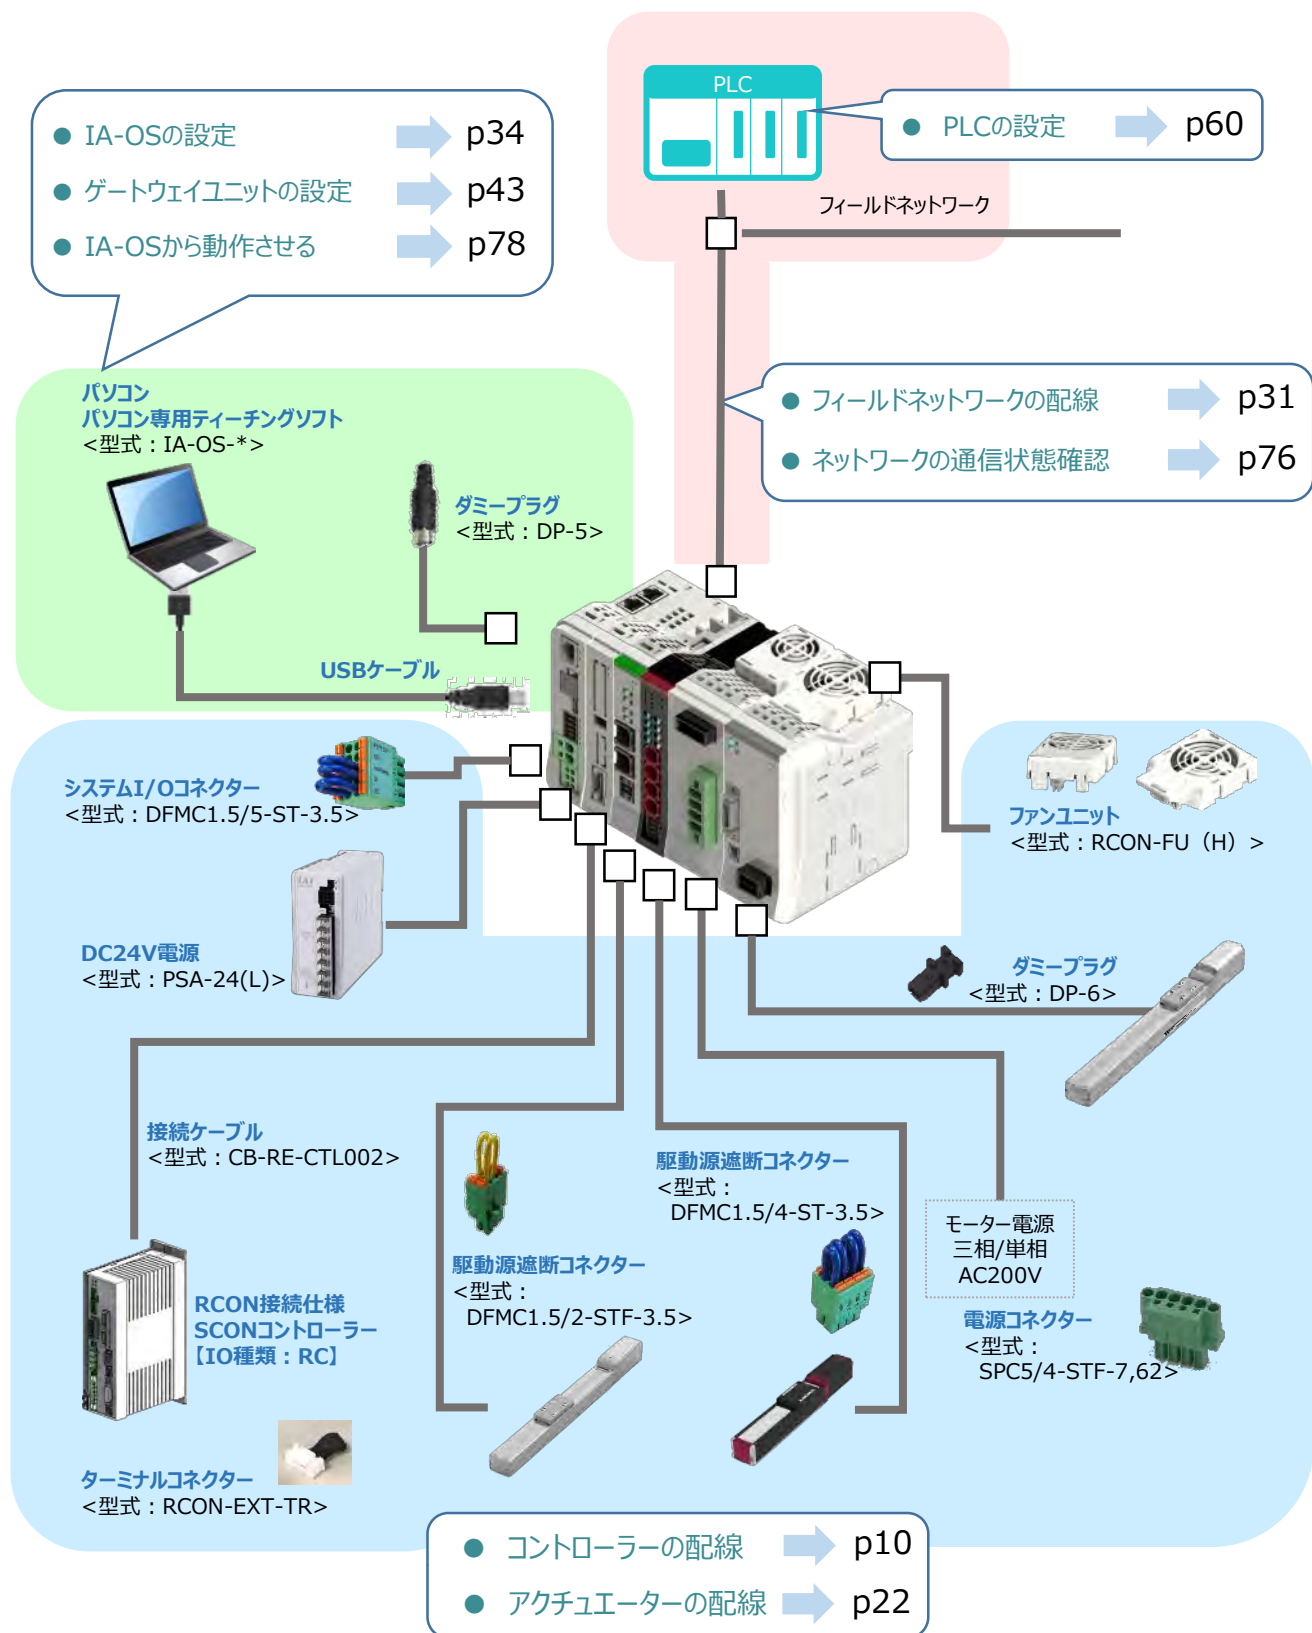 PLC
● IA-OSの設定 p34
● ゲートウェイユニットの設定 p43
● IA-OSから動作させる p78
● PLCの設定 p60
フィールドネットワーク
● フィールドネットワークの配線 p31
● ネットワークの通信状態確認 p76
パソコン
パソコン専用ティーチングソフト
<型式：IA-OS-*>
ダミープラグ
<型式：DP-5>
USBケーブル
システムI/Oコネクター
<型式：DFMC1.5/5-ST-3.5>
ファンユニット
<型式：RCON-FU（H）>
DC24V電源
<型式：PSA-24(L)>
ダミープラグ
<型式：DP-6>
接続ケーブル
<型式：CB-RE-CTL002>
駆動源遮断コネクター
<型式：
DFMC1.5/4-ST-3.5>
モーター電源
三相/単相
AC200V
駆動源遮断コネクター
<型式：
DFMC1.5/2-STF-3.5>
RCON接続仕様
SCONコントローラー
【IO種類：RC】
電源コネクター
<型式：
SPC5/4-STF-7,62>
ターミナルコネクター
<型式：RCON-EXT-TR>
● コントローラーの配線 p10
● アクチュエーターの配線 p22